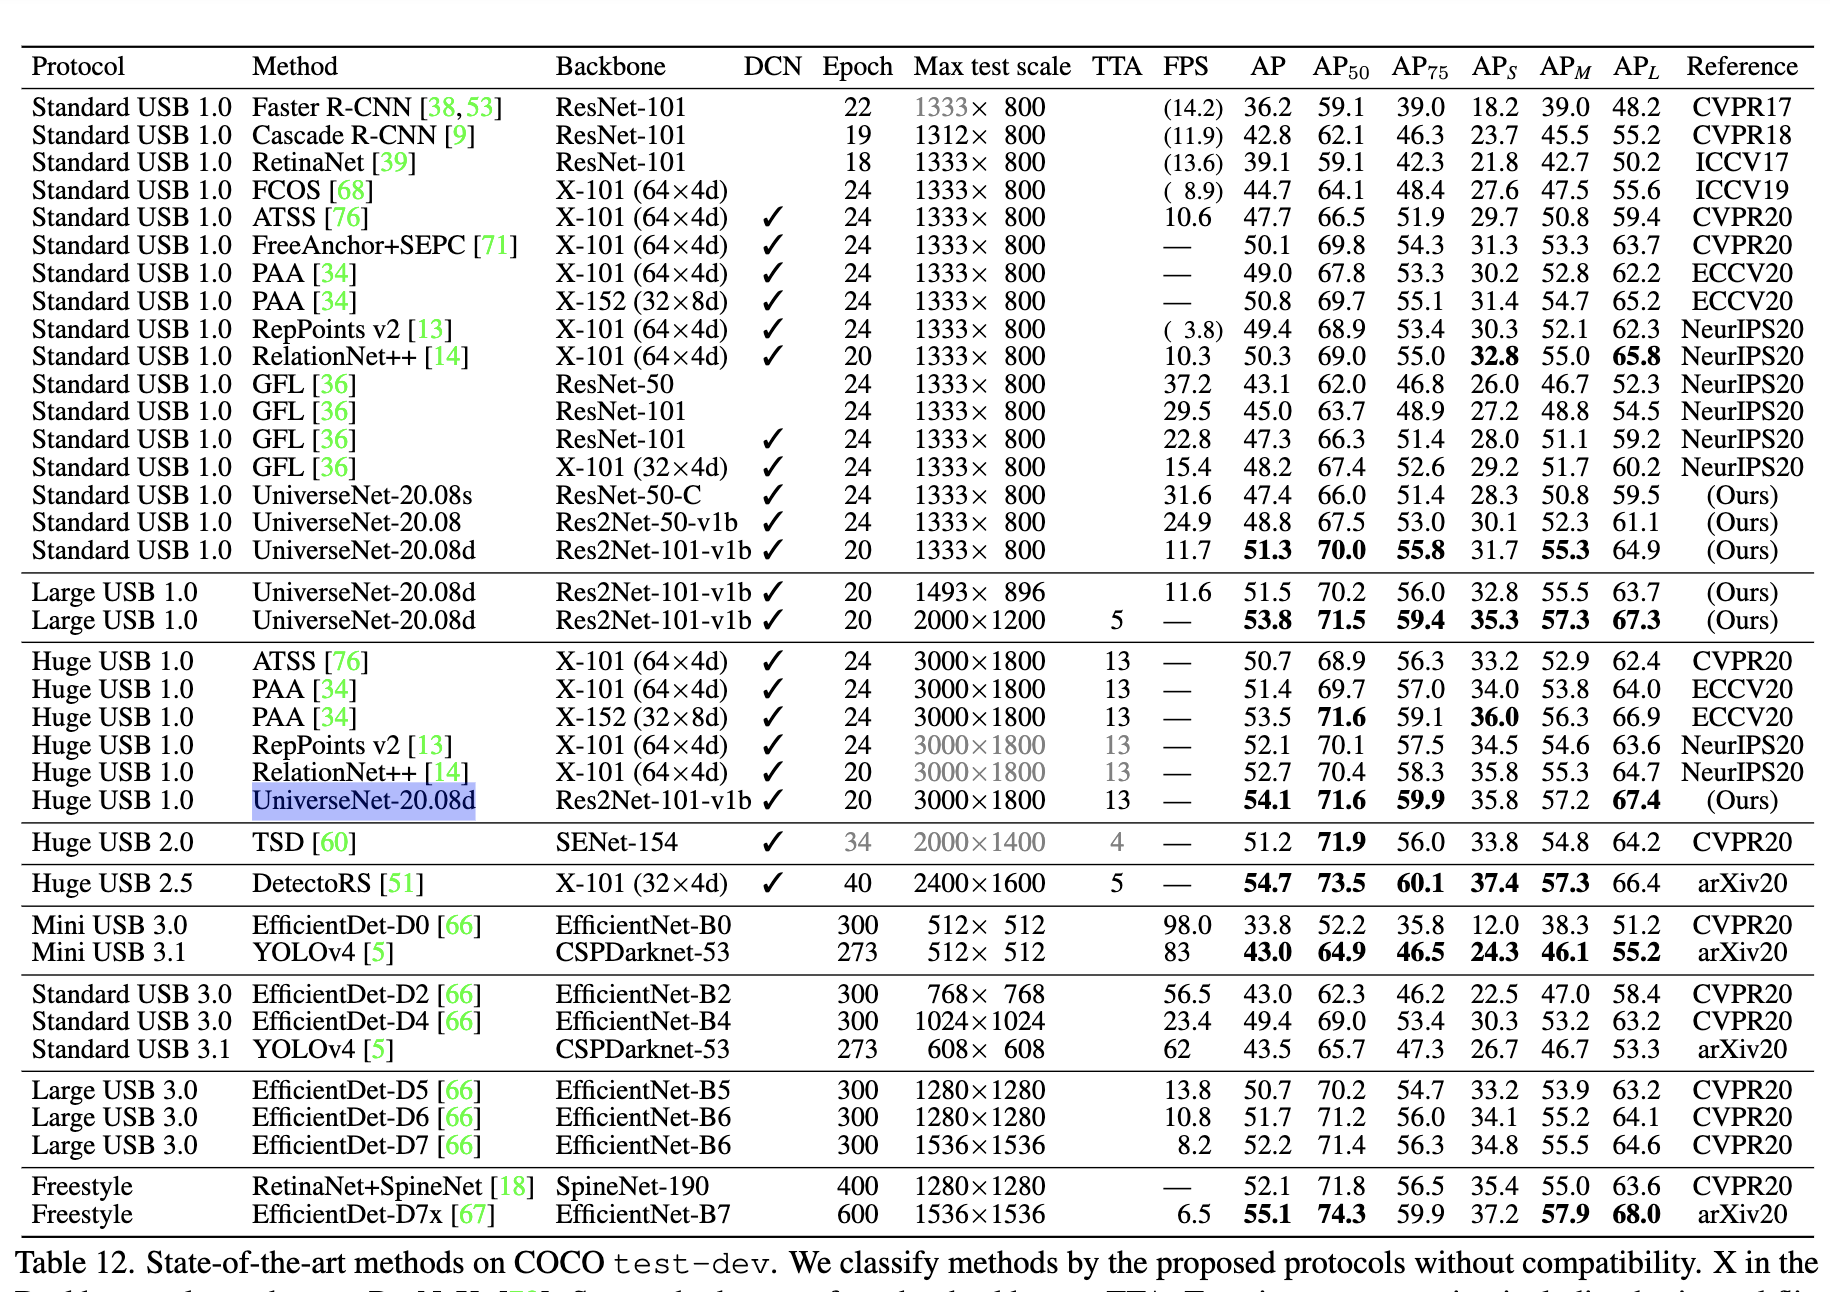 Protocol Method Backbone DCN Epoch Max test scale TTA FPS AP AP50 AP75 APS APM APL Reference
Standard USB 1.0 Faster R-CNN [38, 53] ResNet-101 22 1333× 800 (14.2) 36.2 59.1 39.0 18.2 39.0 48.2 CVPR17
Standard USB 1.0 Cascade R-CNN [9] ResNet-101 19 1312× 800 (11.9) 42.8 62.1 46.3 23.7 45.5 55.2 CVPR18
Standard USB 1.0 RetinaNet [39] ResNet-101 18 1333× 800 (13.6) 39.1 59.1 42.3 21.8 42.7 50.2 ICCV17
Standard USB 1.0 FCOS [68] X-101 (64×4d) 24 1333× 800 ( 8.9) 44.7 64.1 48.4 27.6 47.5 55.6 ICCV19
Standard USB 1.0 ATSS [76] X-101 (64×4d) ✓ 24 1333× 800 10.6 47.7 66.5 51.9 29.7 50.8 59.4 CVPR20
Standard USB 1.0 FreeAnchor+SEPC [71] X-101 (64×4d) ✓ 24 1333× 800 — 50.1 69.8 54.3 31.3 53.3 63.7 CVPR20
Standard USB 1.0 PAA [34] X-101 (64×4d) ✓ 24 1333× 800 — 49.0 67.8 53.3 30.2 52.8 62.2 ECCV20
Standard USB 1.0 PAA [34] X-152 (32×8d) ✓ 24 1333× 800 — 50.8 69.7 55.1 31.4 54.7 65.2 ECCV20
Standard USB 1.0 RepPoints v2 [13] X-101 (64×4d) ✓ 24 1333× 800 ( 3.8) 49.4 68.9 53.4 30.3 52.1 62.3 NeurIPS20
Standard USB 1.0 RelationNet++ [14] X-101 (64×4d) ✓ 20 1333× 800 10.3 50.3 69.0 55.0 32.8 55.0 65.8 NeurIPS20
Standard USB 1.0 GFL [36] ResNet-50 24 1333× 800 37.2 43.1 62.0 46.8 26.0 46.7 52.3 NeurIPS20
Standard USB 1.0 GFL [36] ResNet-101 24 1333× 800 29.5 45.0 63.7 48.9 27.2 48.8 54.5 NeurIPS20
Standard USB 1.0 GFL [36] ResNet-101 ✓ 24 1333× 800 22.8 47.3 66.3 51.4 28.0 51.1 59.2 NeurIPS20
Standard USB 1.0 GFL [36] X-101 (32×4d) ✓ 24 1333× 800 15.4 48.2 67.4 52.6 29.2 51.7 60.2 NeurIPS20
Standard USB 1.0 UniverseNet-20.08s ResNet-50-C ✓ 24 1333× 800 31.6 47.4 66.0 51.4 28.3 50.8 59.5 (Ours)
Standard USB 1.0 UniverseNet-20.08 Res2Net-50-v1b ✓ 24 1333× 800 24.9 48.8 67.5 53.0 30.1 52.3 61.1 (Ours)
Standard USB 1.0 UniverseNet-20.08d Res2Net-101-v1b ✓ 20 1333× 800 11.7 51.3 70.0 55.8 31.7 55.3 64.9 (Ours)
Large USB 1.0 UniverseNet-20.08d Res2Net-101-v1b ✓ 20 1493× 896 11.6 51.5 70.2 56.0 32.8 55.5 63.7 (Ours)
Large USB 1.0 UniverseNet-20.08d Res2Net-101-v1b ✓ 20 2000×1200 5 — 53.8 71.5 59.4 35.3 57.3 67.3 (Ours)
Huge USB 1.0 ATSS [76] X-101 (64×4d) ✓ 24 3000×1800 13 — 50.7 68.9 56.3 33.2 52.9 62.4 CVPR20
Huge USB 1.0 PAA [34] X-101 (64×4d) ✓ 24 3000×1800 13 — 51.4 69.7 57.0 34.0 53.8 64.0 ECCV20
Huge USB 1.0 PAA [34] X-152 (32×8d) ✓ 24 3000×1800 13 — 53.5 71.6 59.1 36.0 56.3 66.9 ECCV20
Huge USB 1.0 RepPoints v2 [13] X-101 (64×4d) ✓ 24 3000×1800 13 — 52.1 70.1 57.5 34.5 54.6 63.6 NeurIPS20
Huge USB 1.0 RelationNet++ [14] X-101 (64×4d) ✓ 20 3000×1800 13 — 52.7 70.4 58.3 35.8 55.3 64.7 NeurIPS20
Huge USB 1.0 UniverseNet-20.08d Res2Net-101-v1b ✓ 20 3000×1800 13 — 54.1 71.6 59.9 35.8 57.2 67.4 (Ours)
Huge USB 2.0 TSD [60] SENet-154 ✓ 34 2000×1400 4 — 51.2 71.9 56.0 33.8 54.8 64.2 CVPR20
Huge USB 2.5 DetectoRS [51] X-101 (32×4d) ✓ 40 2400×1600 5 — 54.7 73.5 60.1 37.4 57.3 66.4 arXiv20
Mini USB 3.0 EfficientDet-D0 [66] EfficientNet-B0 300 512× 512 98.0 33.8 52.2 35.8 12.0 38.3 51.2 CVPR20
Mini USB 3.1 YOLOv4 [5] CSPDarknet-53 273 512× 512 83 43.0 64.9 46.5 24.3 46.1 55.2 arXiv20
Standard USB 3.0 EfficientDet-D2 [66] EfficientNet-B2 300 768× 768 56.5 43.0 62.3 46.2 22.5 47.0 58.4 CVPR20
Standard USB 3.0 EfficientDet-D4 [66] EfficientNet-B4 300 1024×1024 23.4 49.4 69.0 53.4 30.3 53.2 63.2 CVPR20
Standard USB 3.1 YOLOv4 [5] CSPDarknet-53 273 608× 608 62 43.5 65.7 47.3 26.7 46.7 53.3 arXiv20
Large USB 3.0 EfficientDet-D5 [66] EfficientNet-B5 300 1280×1280 13.8 50.7 70.2 54.7 33.2 53.9 63.2 CVPR20
Large USB 3.0 EfficientDet-D6 [66] EfficientNet-B6 300 1280×1280 10.8 51.7 71.2 56.0 34.1 55.2 64.1 CVPR20
Large USB 3.0 EfficientDet-D7 [66] EfficientNet-B6 300 1536×1536 8.2 52.2 71.4 56.3 34.8 55.5 64.6 CVPR20
Freestyle RetinaNet+SpineNet [18] SpineNet-190 400 1280×1280 — 52.1 71.8 56.5 35.4 55.0 63.6 CVPR20
Freestyle EfficientDet-D7x [67] EfficientNet-B7 600 1536×1536 6.5 55.1 74.3 59.9 37.2 57.9 68.0 arXiv20
Table 12. State-of-the-art methods on COCO test-dev. We classify methods by the proposed protocols without compatibility. X in the